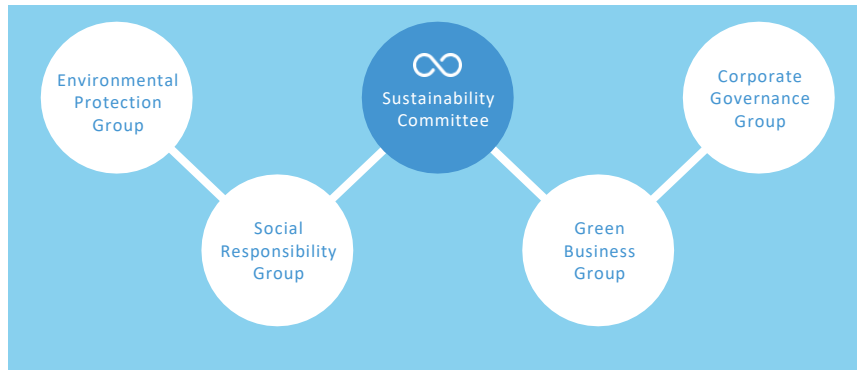 Environmental
Protection
Group
Social
Responsibility
Group
Sustainability
Committee
Green
Business
Group
Corporate
Governance
Group